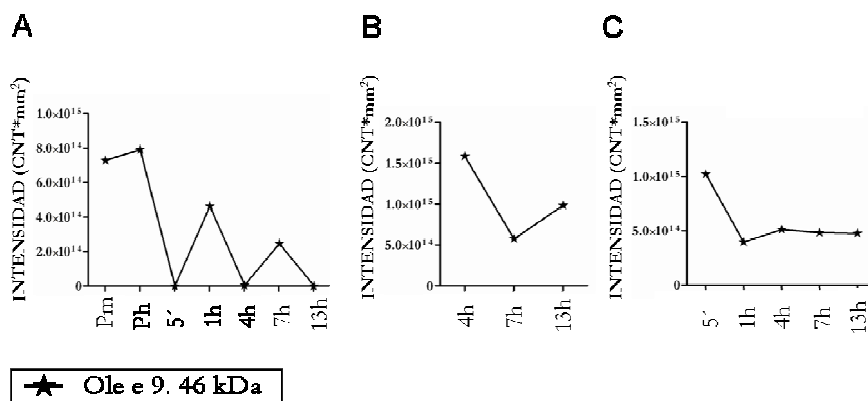 A
INTENSIDAD (CNT*mm²)
1.0×10¹⁵
8.0×10¹⁴
6.0×10¹⁴
4.0×10¹⁴
2.0×10¹⁴
0
Pm Ph 5´ 1h 4h 7h 13h
B
INTENSIDAD (CNT*mm²)
2.0×10¹⁵
1.5×10¹⁵
1.0×10¹⁵
5.0×10¹⁴
0
4h 7h 13h
C
INTENSIDAD (CNT*mm²)
1.5×10¹⁵
1.0×10¹⁵
5.0×10¹⁴
0
5´ 1h 4h 7h 13h
Ole e 9. 46 kDa